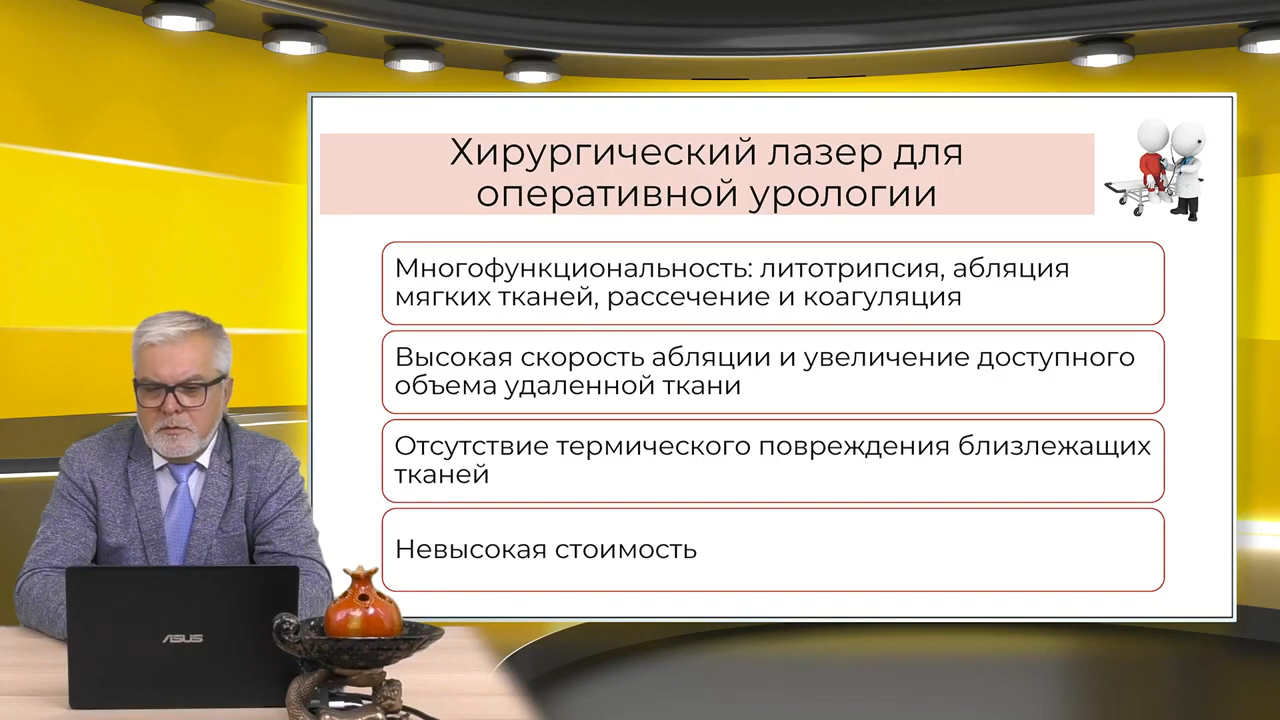 Хирургический лазер для
оперативной урологии
Многофункциональность: литотрипсия, абляция
мягких тканей, рассечение и коагуляция
Высокая скорость абляции и увеличение доступного
объема удаленной ткани
Отсутствие термического повреждения близлежащих
тканей
Невысокая стоимость
ASUS